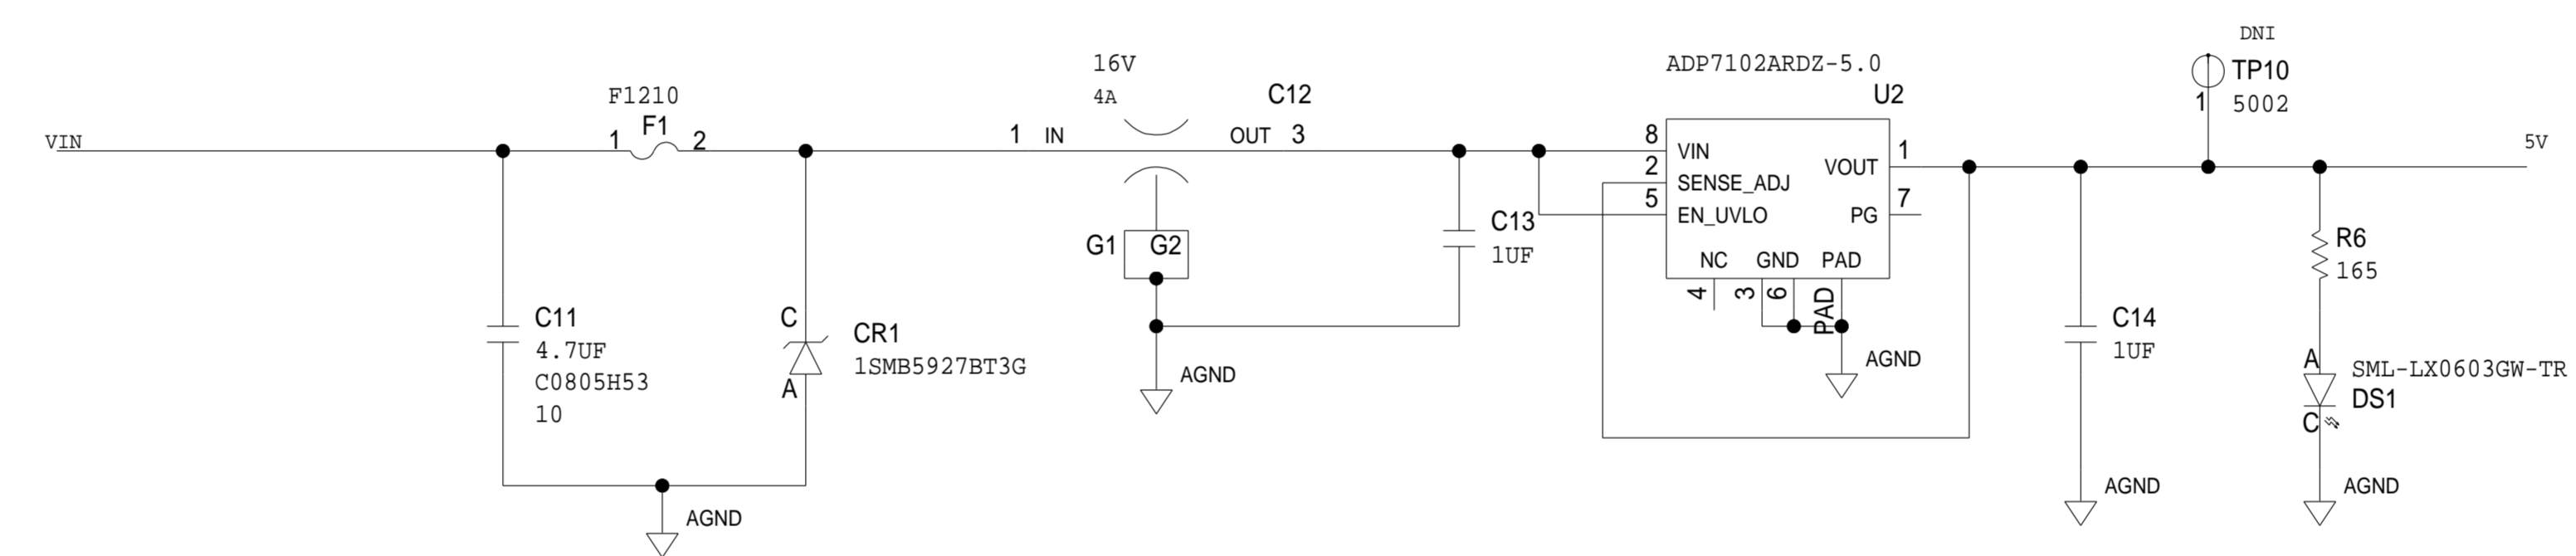 VIN
F1210
F1
1
2
C11
4.7UF
C0805H53
10
C
A
CR1
1SMB5927BT3G
AGND
16V
4A
C12
1 IN
OUT 3
G1 G2
AGND
C13
1UF
ADP7102ARDZ-5.0
U2
8 VIN
2 SENSE_ADJ
5 EN_UVLO
VOUT 1
PG 7
NC GND PAD
4 3 6 PAD
AGND
DNI
TP10
1 5002
5V
C14
1UF
AGND
R6
165
A
C
SML-LX0603GW-TR
DS1
AGND